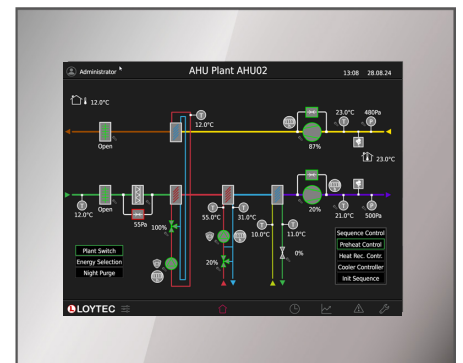 Administrator
AHU Plant AHU02
13:08 28.08.24
12.0°C
T
12.0°C
23.0°C
480Pa
T
P
Open
87%
23.0°C
T
12.0°C
Open
55Pa
100%
T
55.0°C
T
31.0°C
T
10.0°C
T
11.0°C
20%
T
21.0°C
P
500Pa
20%
0%
Plant Switch
Energy Selection
Night Purge
Sequence Control
Preheat Control
Heat Rec. Contr.
Cooler Controller
Init Sequence
LOYTEC